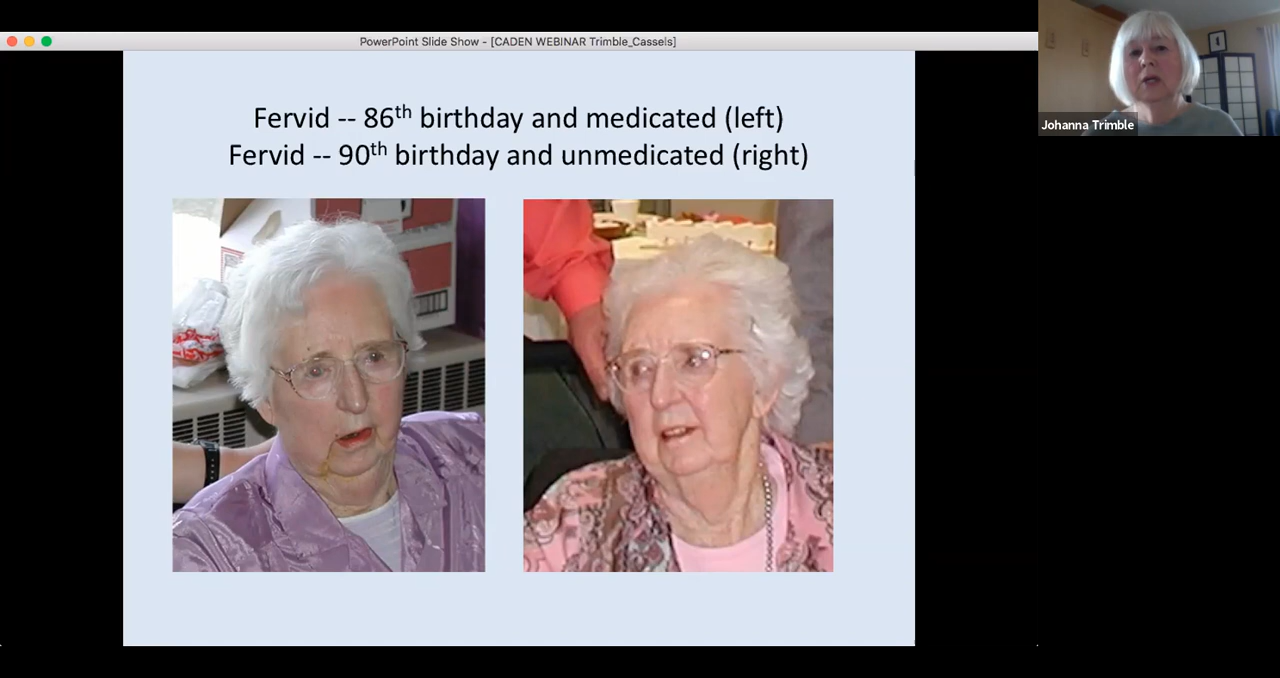 PowerPoint Slide Show - [CADEN WEBINAR Trimble_Cassels]
Johanna Trimble
Fervid -- 86th birthday and medicated (left)
Fervid -- 90th birthday and unmedicated (right)